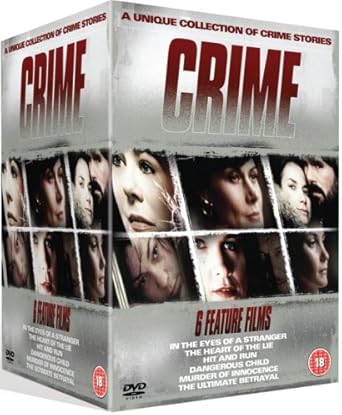 A UNIQUE COLLECTION OF CRIME STORIES
CRIME
6 FEATURE FILMS
IN THE EYES OF A STRANGER
THE HEART OF THE LIE
HIT AND RUN
DANGEROUS CHILD
MURDER OF INNOCENCE
THE ULTIMATE BETRAYAL
DVD
VIDEO
18
A UNIQUE COLLECTION OF CRIME STORIES
CRIME
6 FEATURE FILMS
IN THE EYES OF A STRANGER
THE HEART OF THE LIE
HIT AND RUN
DANGEROUS CHILD
MURDER OF INNOCENCE
THE ULTIMATE BETRAYAL
DVD
VIDEO
18